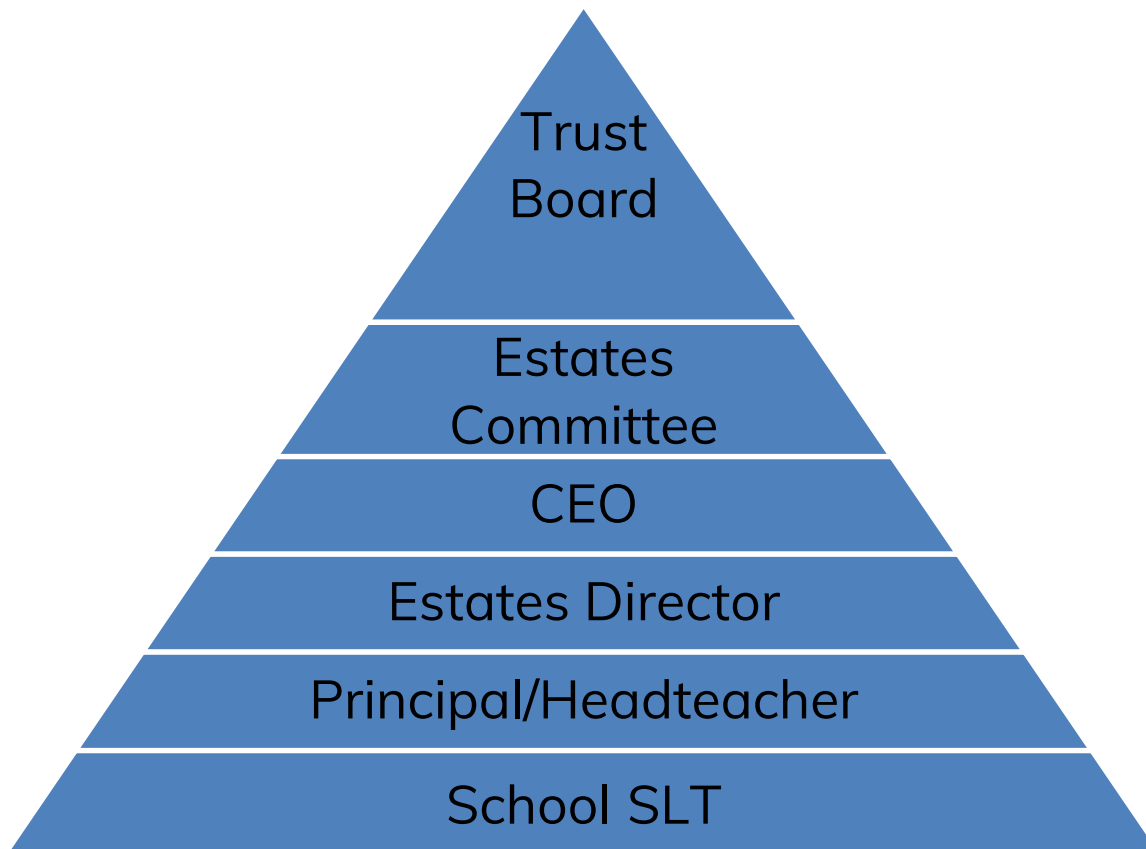 Trust
Board
Estates
Committee
CEO
Estates Director
Principal/Headteacher
School SLT